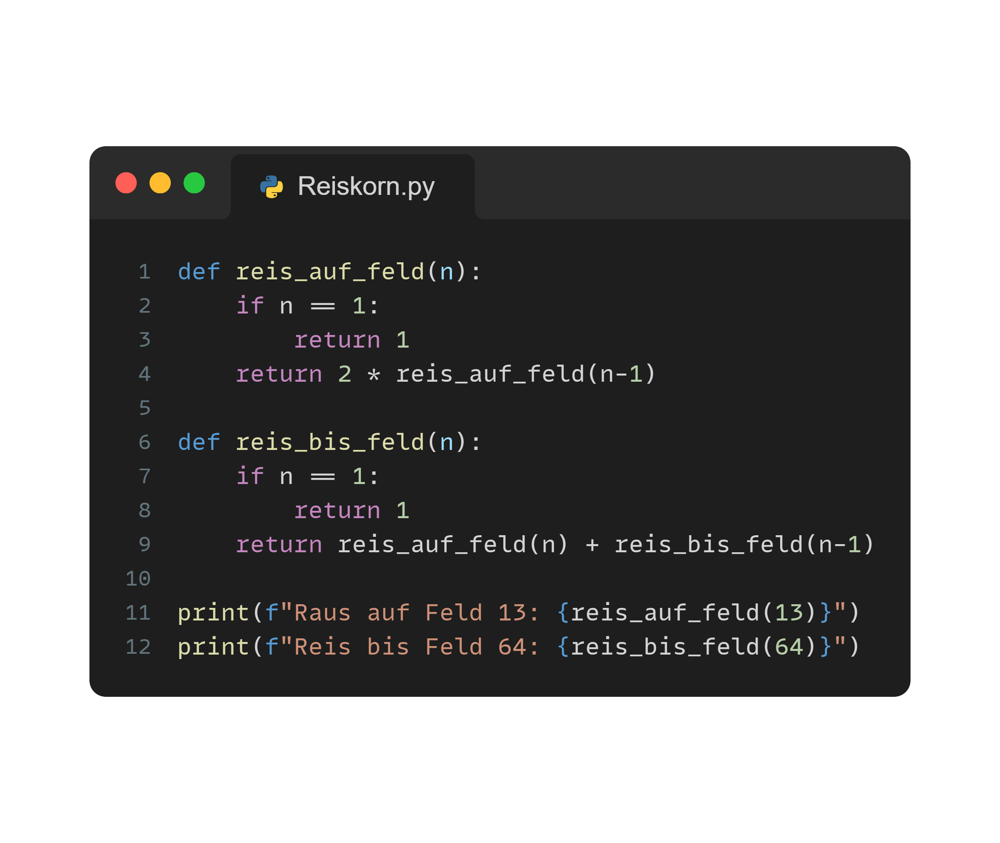 Reiskorn.py
1 def reis_auf_feld(n):
2     if n == 1:
3         return 1
4     return 2 * reis_auf_feld(n-1)
5
6 def reis_bis_feld(n):
7     if n == 1:
8         return 1
9     return reis_auf_feld(n) + reis_bis_feld(n-1)
10
11 print(f"Raus auf Feld 13: {reis_auf_feld(13)}")
12 print(f"Reis bis Feld 64: {reis_bis_feld(64)}")